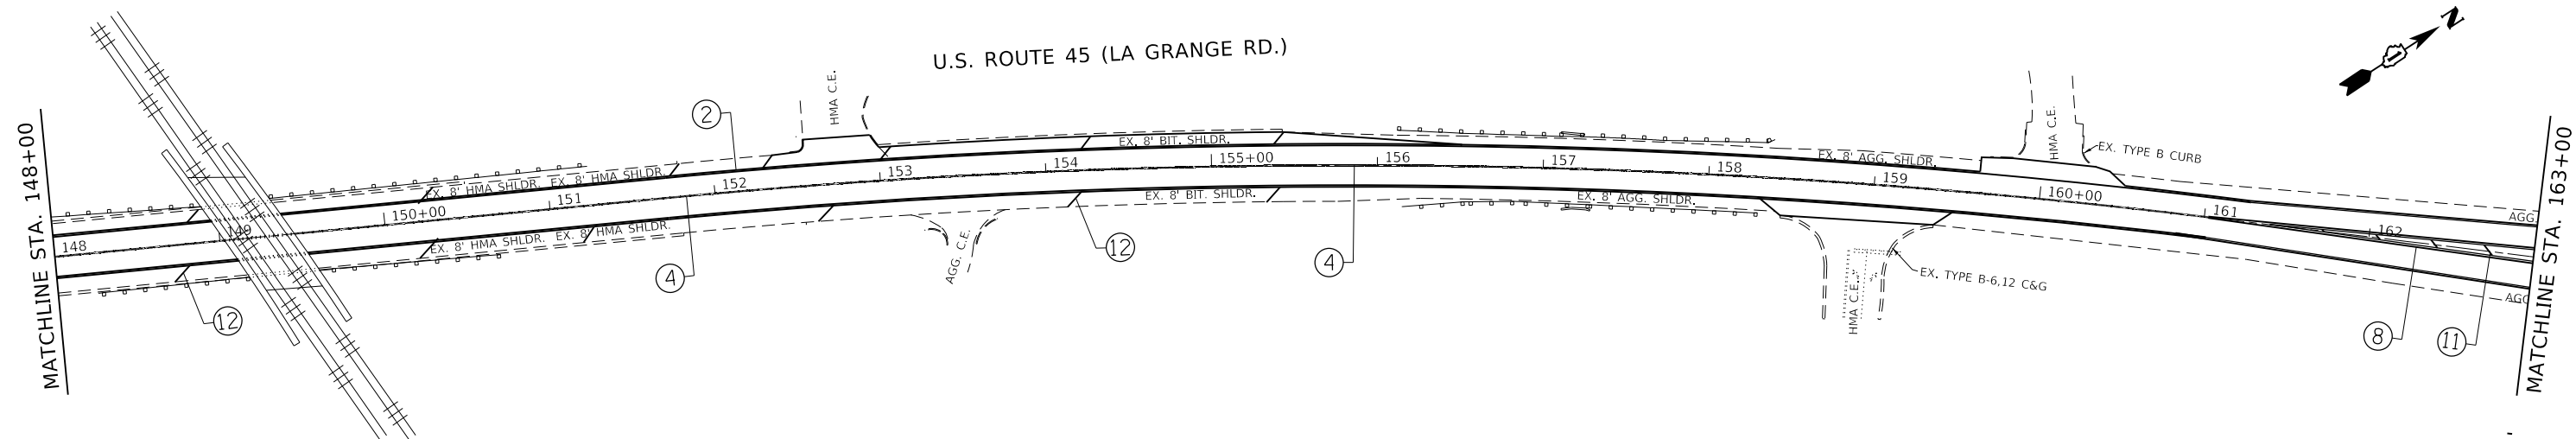 U.S. ROUTE 45 (LA GRANGE RD.)
N
MATCHLINE STA. 148+00
MATCHLINE STA. 163+00
HMA C.E.
2
EX. 8' HMA SHLDR.
EX. 8' HMA SHLDR.
EX. 8' BIT. SHLDR.
EX. 8' AGG. SHLDR.
HMA C.E.
EX. TYPE B CURB
AGG.
148
149
150+00
151
152
153
154
155+00
156
157
158
159
160+00
161
162
EX. 8' HMA SHLDR.
EX. 8' HMA SHLDR.
EX. 8' BIT. SHLDR.
EX. 8' AGG. SHLDR.
AGG. C.E.
HMA C.E.
EX. TYPE B-6.12 C&G
AGG
12
4
12
4
8
11